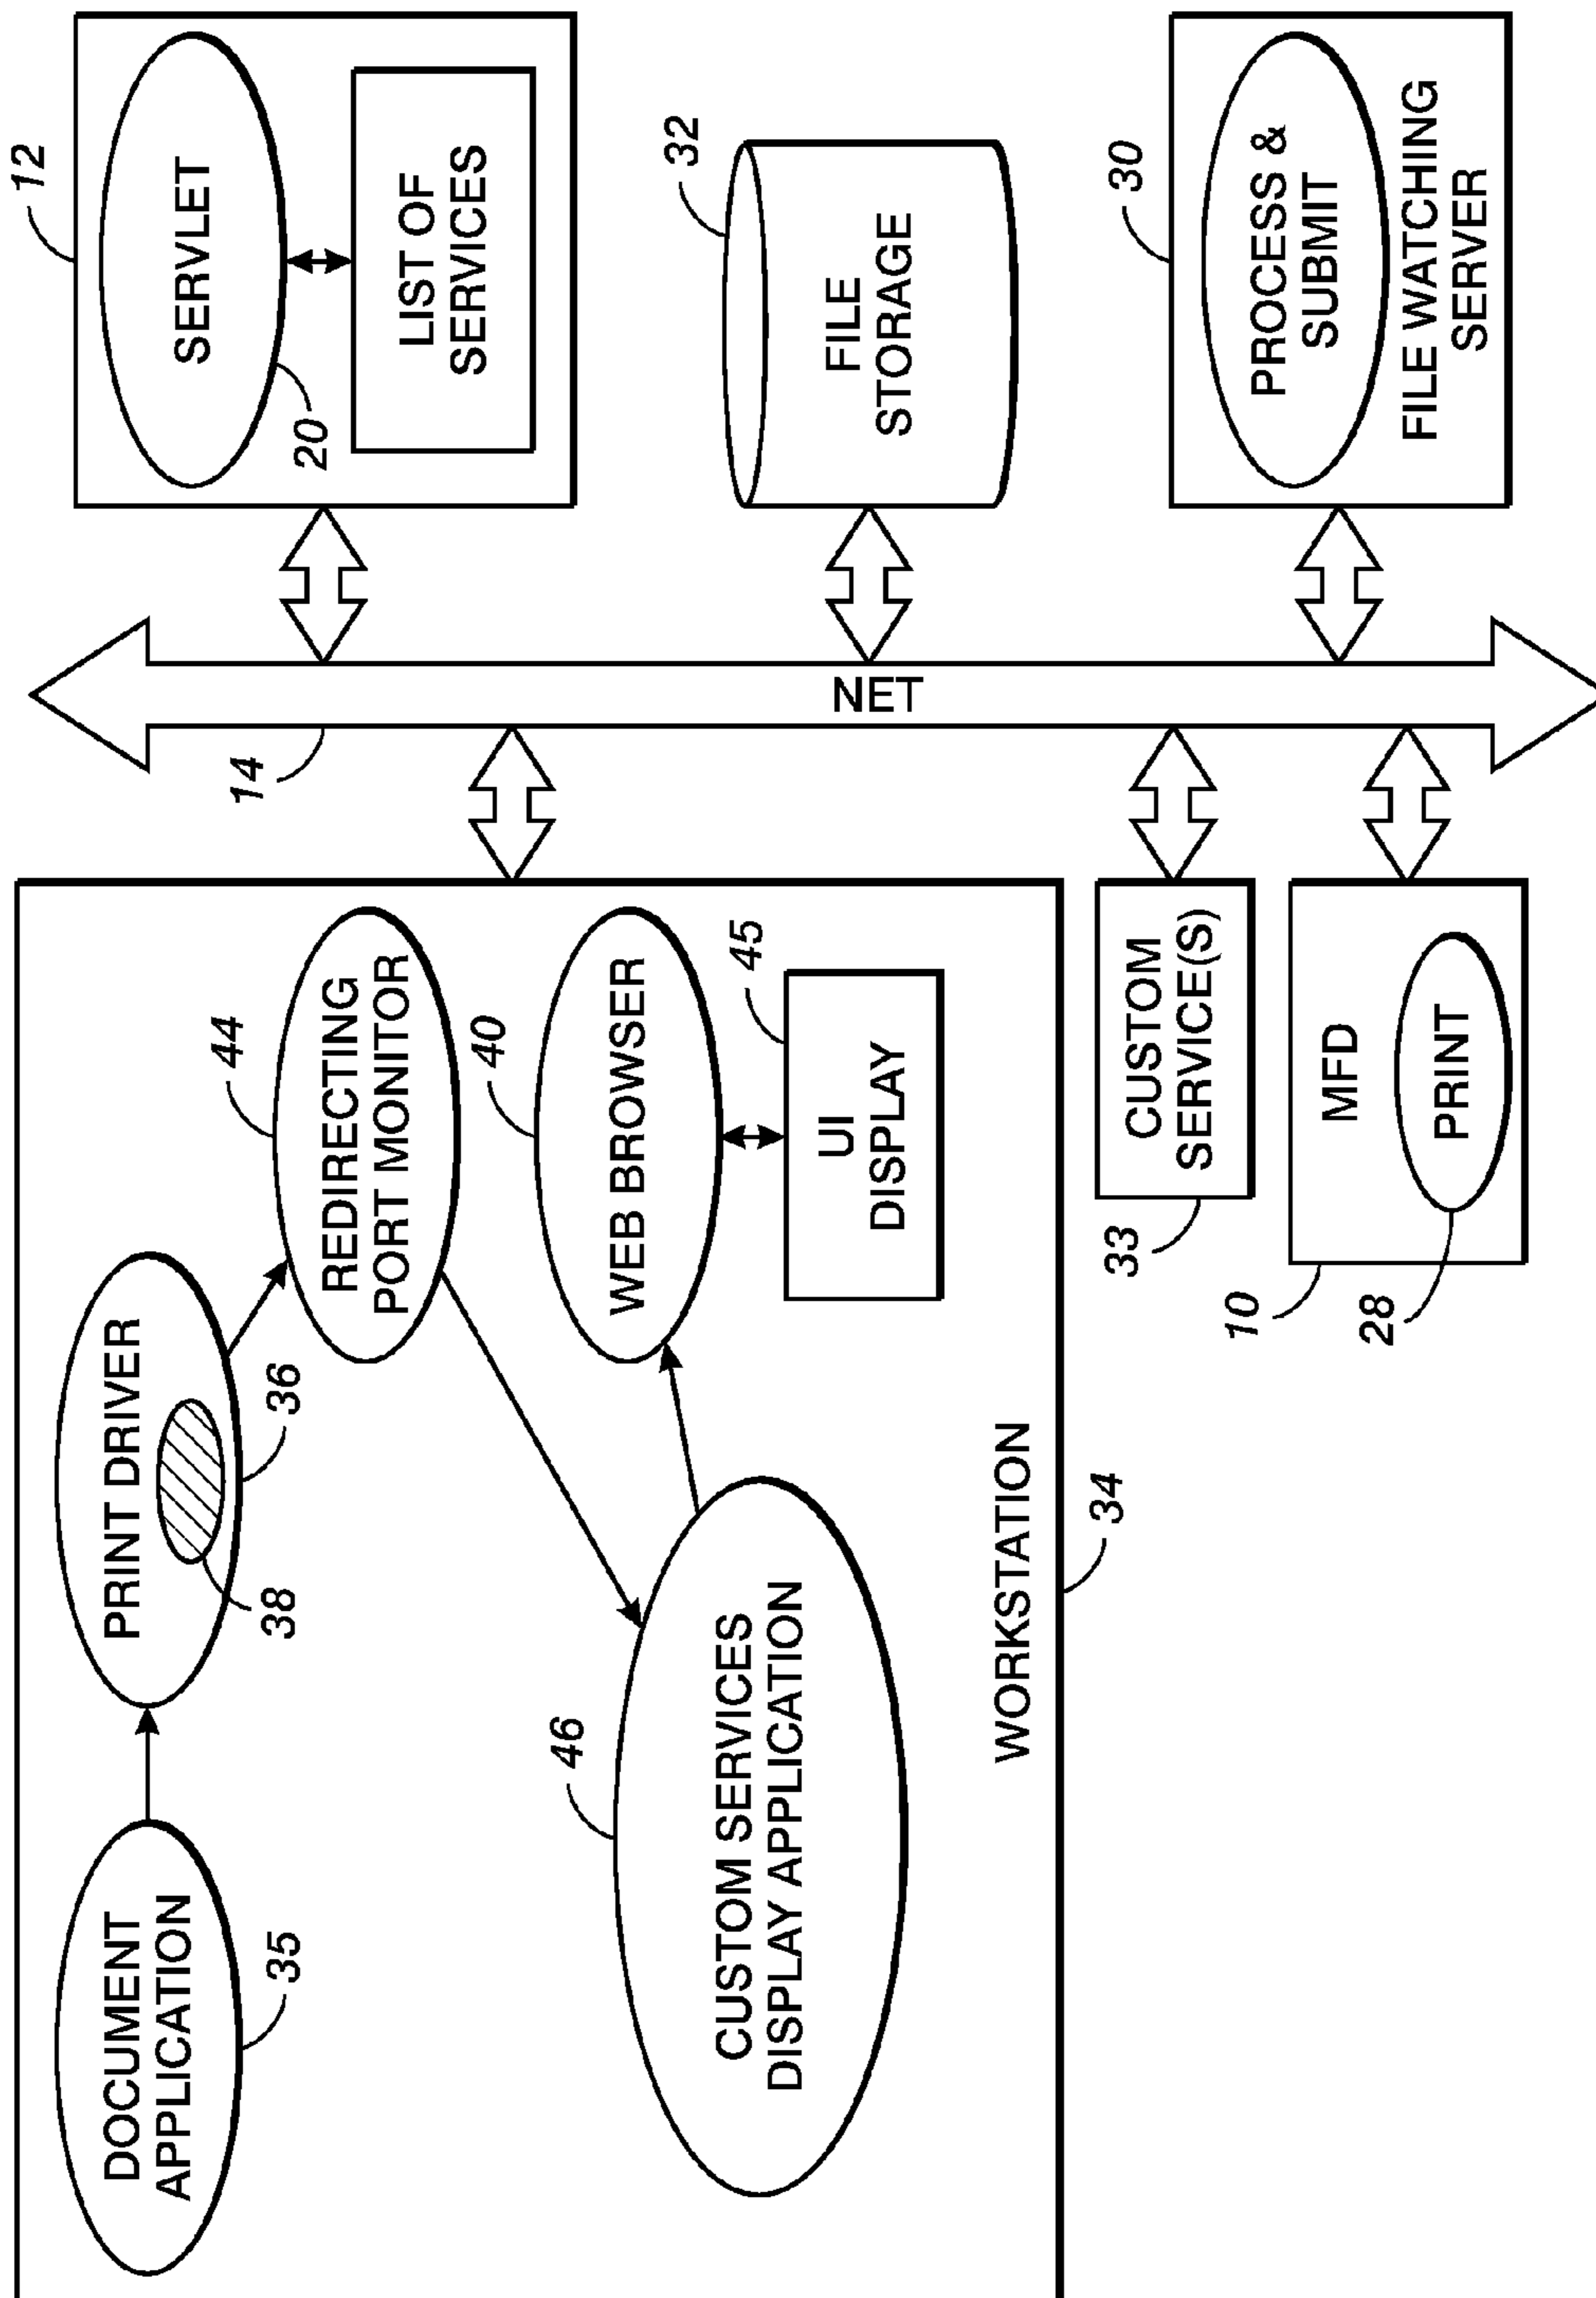 DOCUMENT
APPLICATION
35
PRINT DRIVER
38
36
REDIRECTING
PORT MONITOR
44
CUSTOM SERVICES
DISPLAY APPLICATION
46
WEB BROWSER
40
UI
DISPLAY
45
WORKSTATION
34
CUSTOM
SERVICE(S)
33
MFD
PRINT
10
28
NET
14
12
SERVLET
20
LIST OF
SERVICES
32
FILE
STORAGE
30
PROCESS &
SUBMIT
FILE WATCHING
SERVER